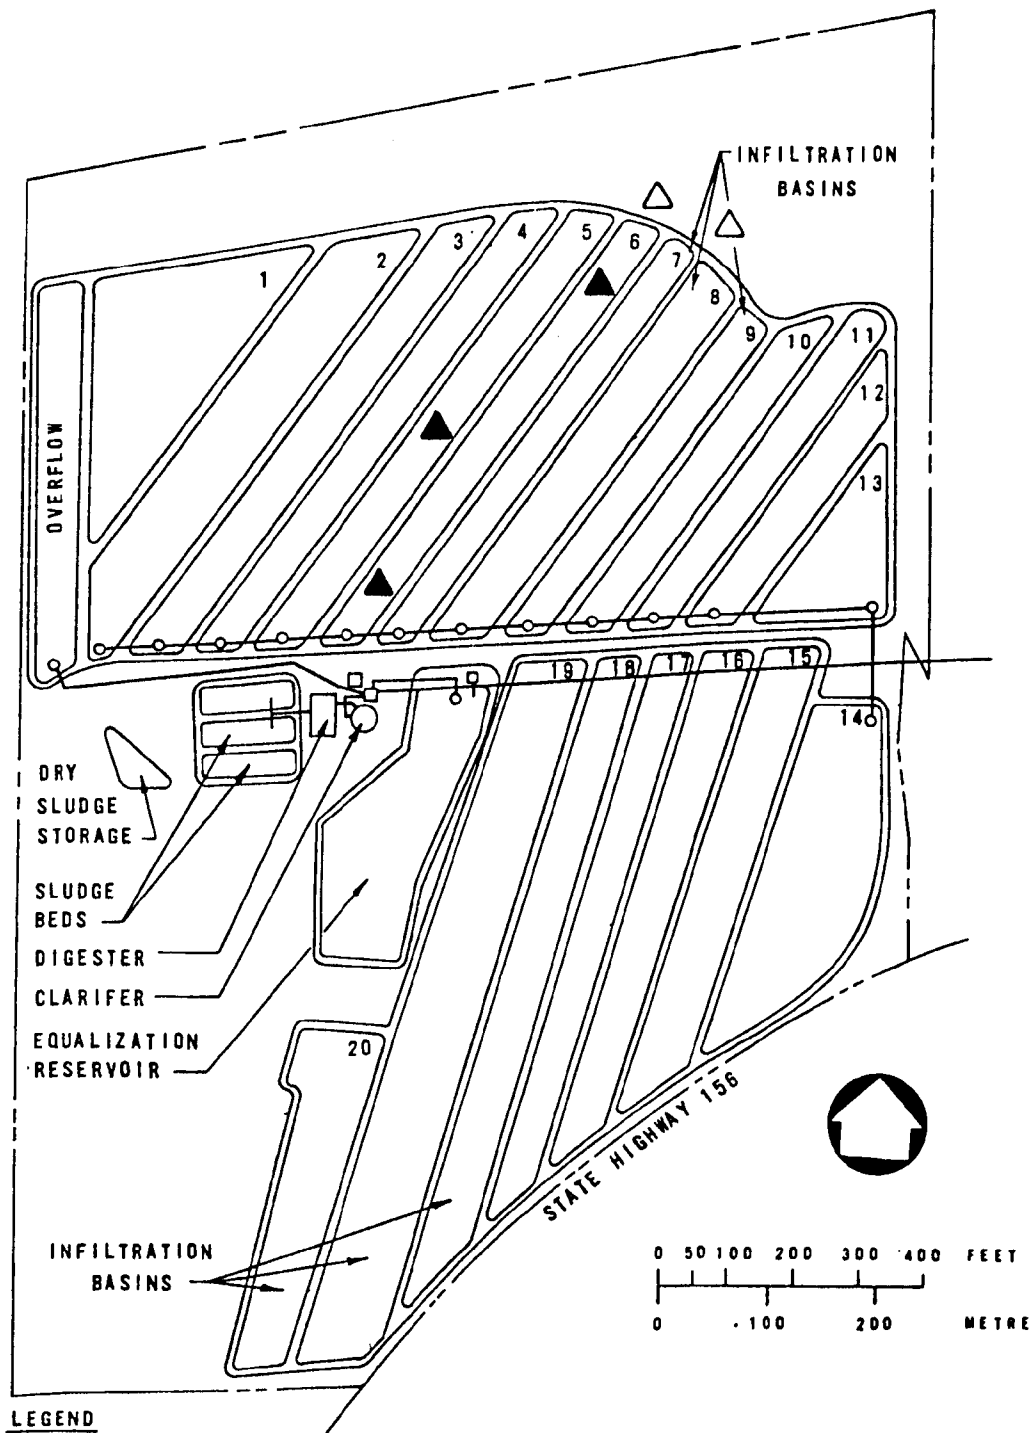 INFILTRATION
BASINS
1
2
3
4
5
6
7
8
9
10
11
12
13
OVERFLOW
19
18
17
16
15
14
DRY
SLUDGE
STORAGE
SLUDGE
BEDS
DIGESTER
CLARIFER
EQUALIZATION
RESERVOIR
20
STATE HIGHWAY 156
INFILTRATION
BASINS
0 50 100 200 300 400 FEET
0 100 200 METRE
LEGEND